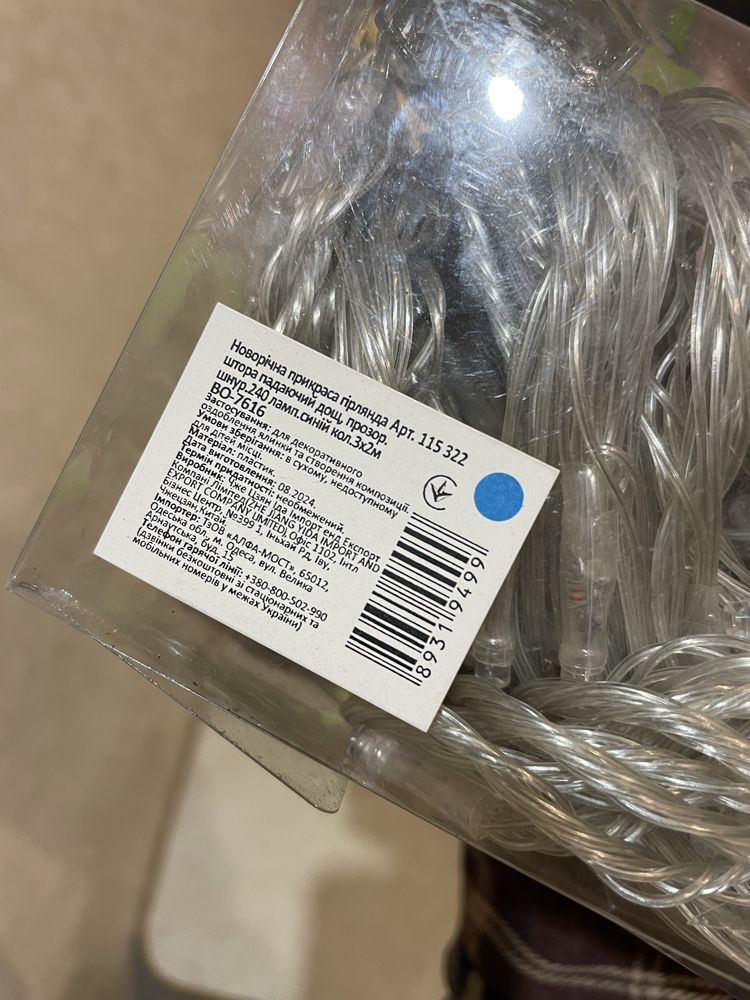 Новорічна прикраса гірлянда Арт. 115 322
штора падаючий дощ, прозор.
шнур.240 ламп.синій кол.3х2м
ВО-7616
Застосування: для декоративного
оздоблення ялинки та створення композиції.
Умови зберігання: в сухому, недоступному
для дітей місці.
Матеріал: пластик.
Дата виготовлення: 08.2024.
Термін придатності: необмежений.
Виробник: Чже Цзян Іда Імпорт енд Експорт
Компані Лімітед/ZHE JIANG YIDA IMPORT AND
EXPORT COMPANY LIMITED, Офіс 1102, Інтл
Бізнес Центр, №399 1, Іньхай Рд, Іву,
Чжецзян, Китай.
Імпортер: ТзОВ «АЛФА-МОСТ», 65012,
Одеська обл., м. Одеса, вул. Велика
Арнаутська, буд. 15
Телефон гарячої лінії: +380-800-502-990
(дзвінки безкоштовні зі стаціонарних та
мобільних номерів у межах України)
8931 9499